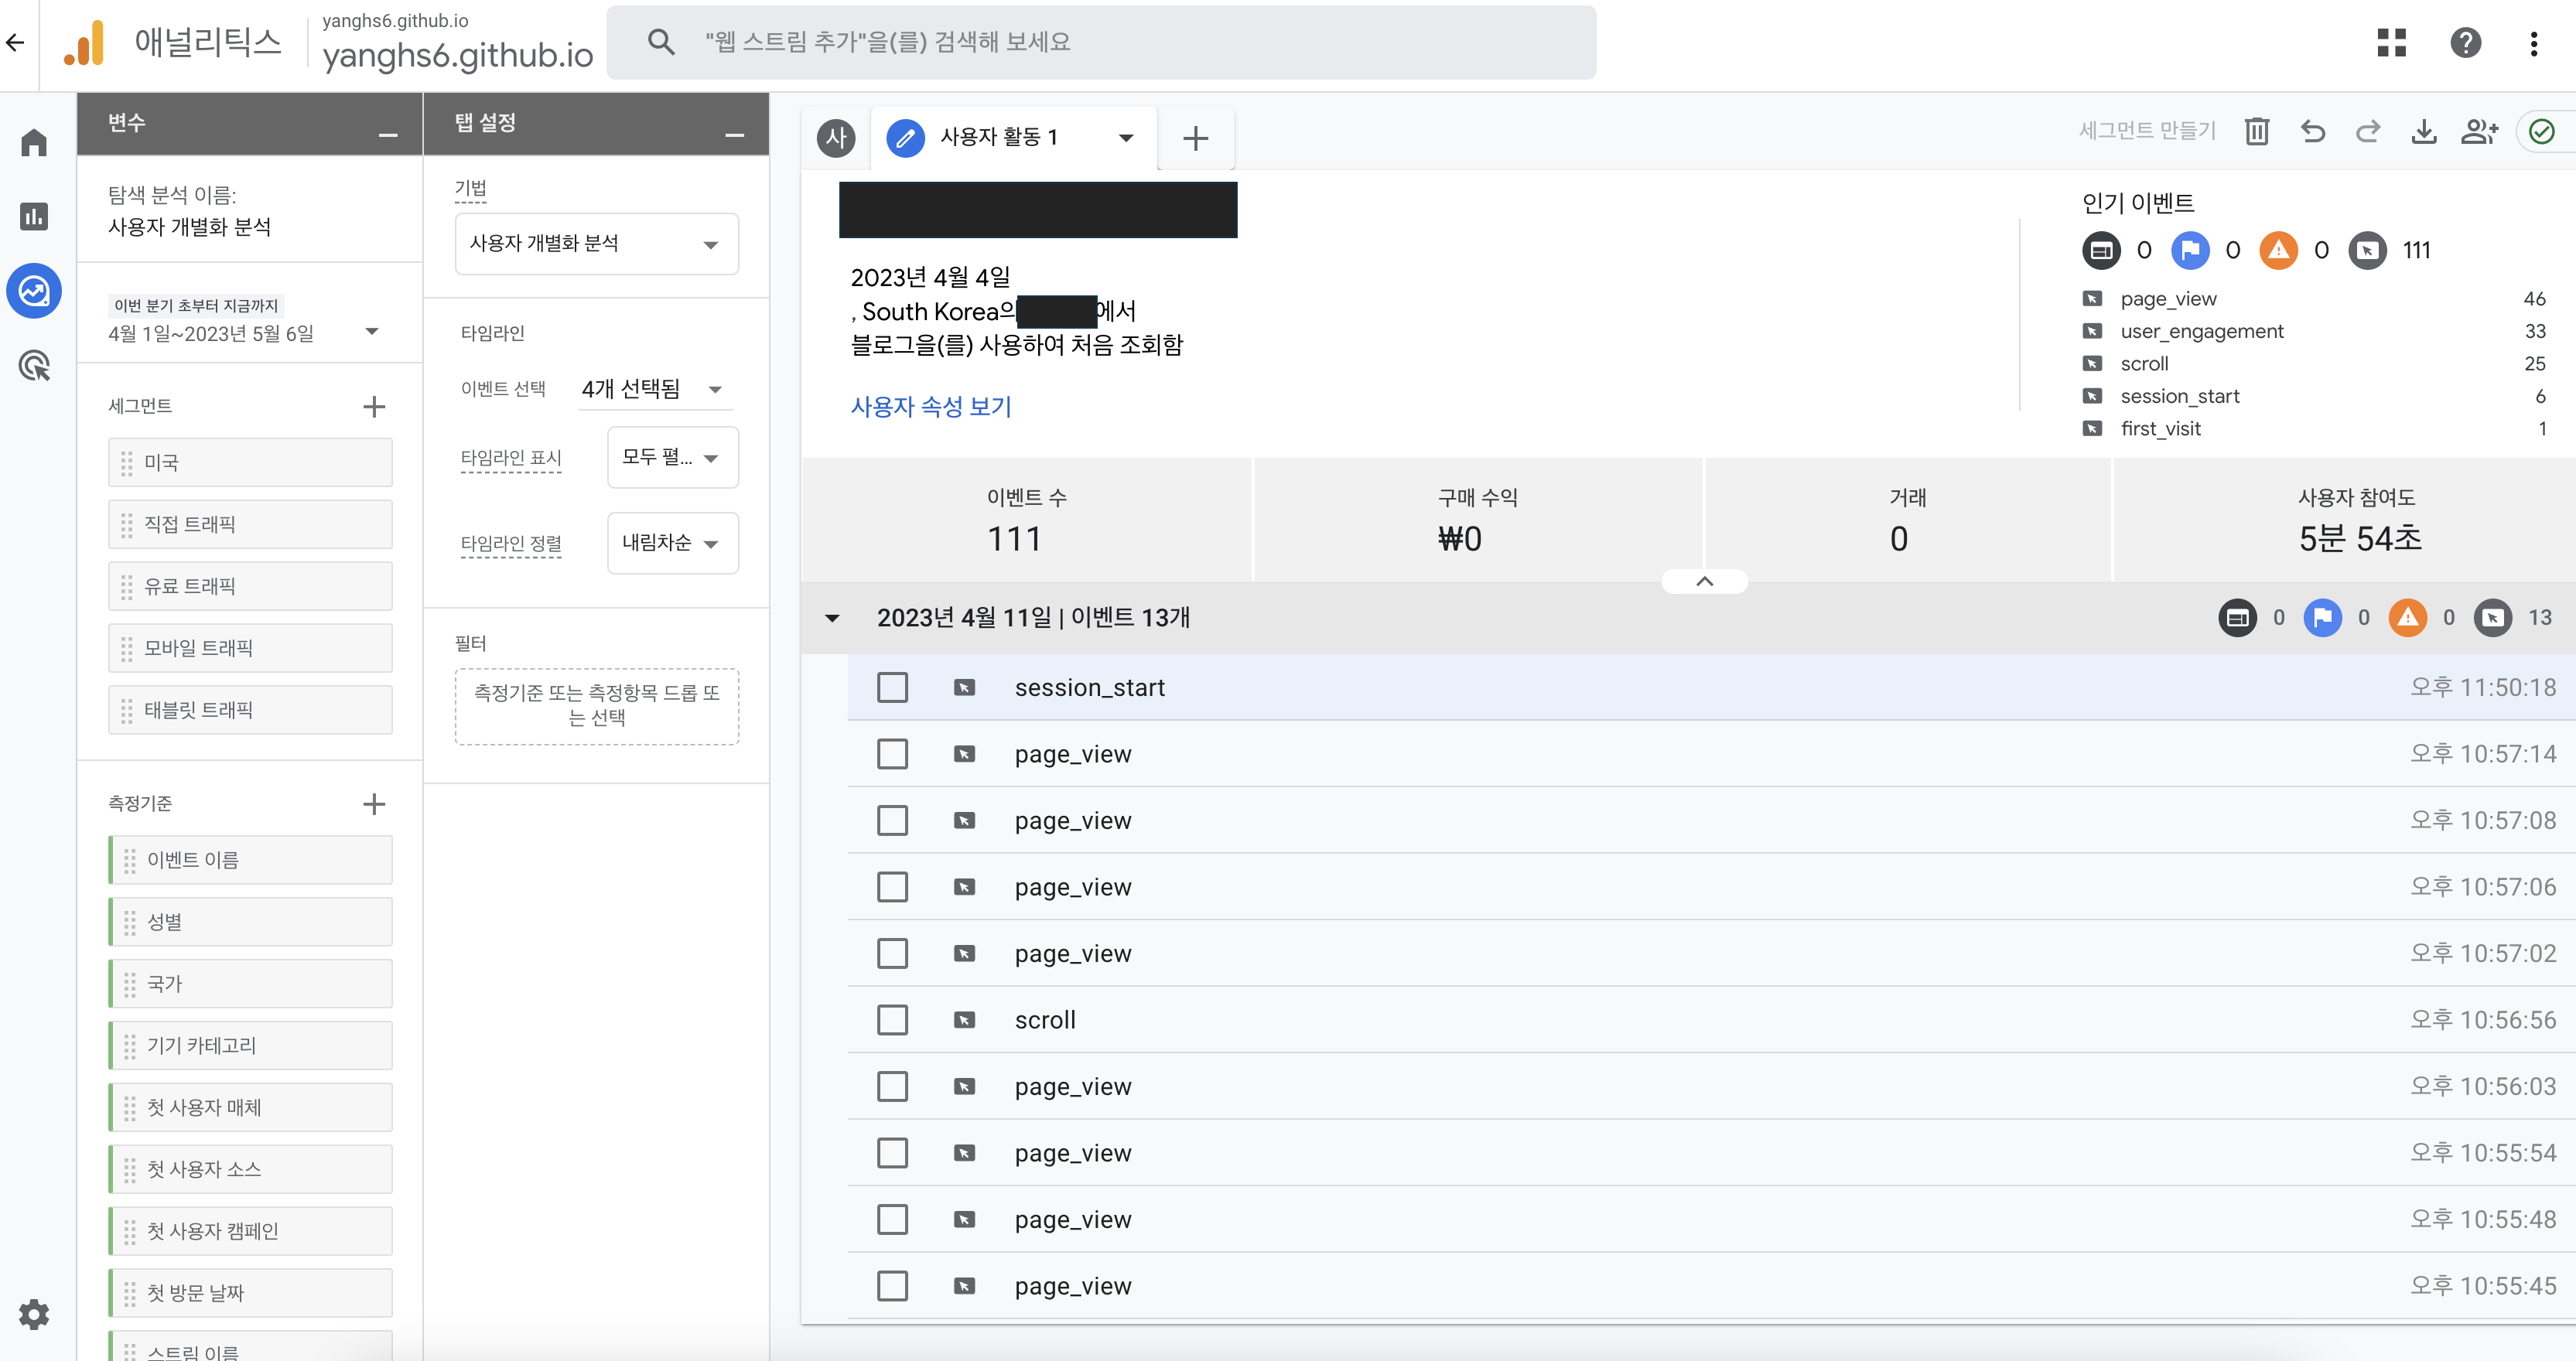 애널리틱스
yanghs6.github.io
yanghs6.github.io
"웹 스트림 추가"을(를) 검색해 보세요
변수
탐색 분석 이름:
사용자 개별화 분석
이번 분기 초부터 지금까지
4월 1일~2023년 5월 6일
세그먼트
미국
직접 트래픽
유료 트래픽
모바일 트래픽
태블릿 트래픽
측정기준
이벤트 이름
성별
국가
기기 카테고리
첫 사용자 매체
첫 사용자 소스
첫 사용자 캠페인
첫 방문 날짜
스트림 이름
탭 설정
기법
사용자 개별화 분석
타임라인
이벤트 선택 4개 선택됨
타임라인 표시 모두 펼...
타임라인 정렬 내림차순
필터
측정기준 또는 측정항목 드롭 또
는 선택
사
사용자 활동 1
세그먼트 만들기
2023년 4월 4일
, South Korea의 에서
블로그을(를) 사용하여 처음 조회함
사용자 속성 보기
인기 이벤트
0 0 0 111
page_view 46
user_engagement 33
scroll 25
session_start 6
first_visit 1
이벤트 수
111
구매 수익
₩0
거래
0
사용자 참여도
5분 54초
2023년 4월 11일 | 이벤트 13개 0 0 0 13
session_start 오후 11:50:18
page_view 오후 10:57:14
page_view 오후 10:57:08
page_view 오후 10:57:06
page_view 오후 10:57:02
scroll 오후 10:56:56
page_view 오후 10:56:03
page_view 오후 10:55:54
page_view 오후 10:55:48
page_view 오후 10:55:45